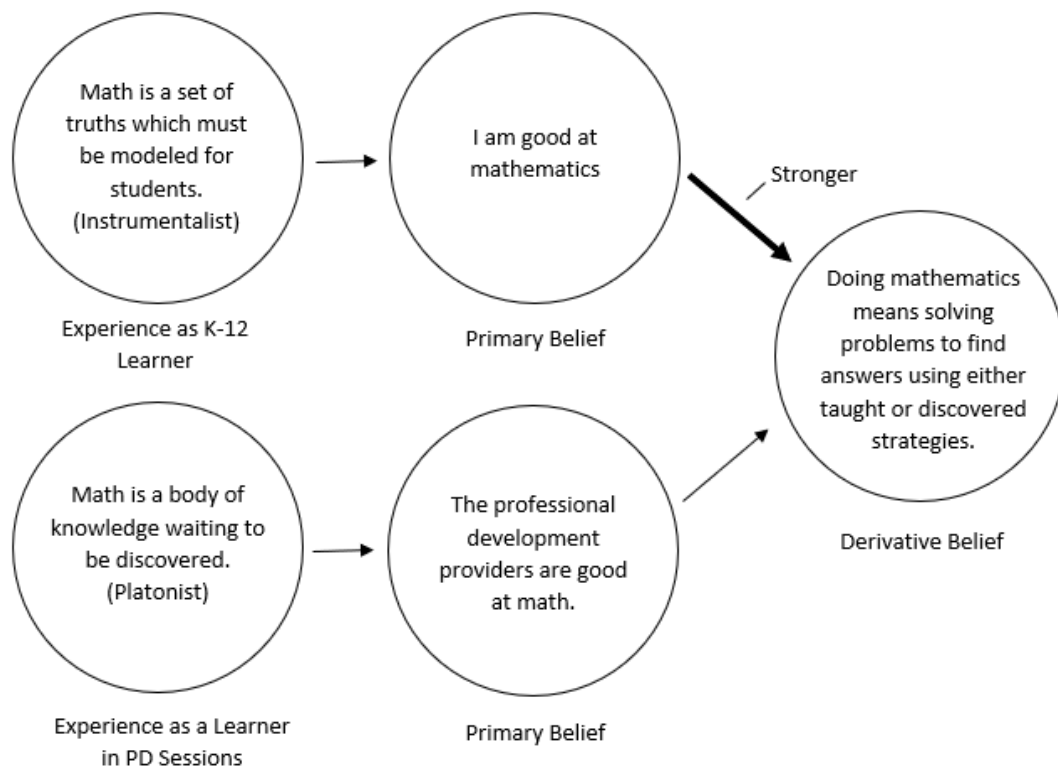 Math is a set of
truths which must
be modeled for
students.
(Instrumentalist)
Experience as K-12
Learner
I am good at
mathematics
Primary Belief
Stronger
Doing mathematics
means solving
problems to find
answers using either
taught or discovered
strategies.
Derivative Belief
Math is a body of
knowledge waiting to
be discovered.
(Platonist)
Experience as a Learner
in PD Sessions
The professional
development
providers are good
at math.
Primary Belief